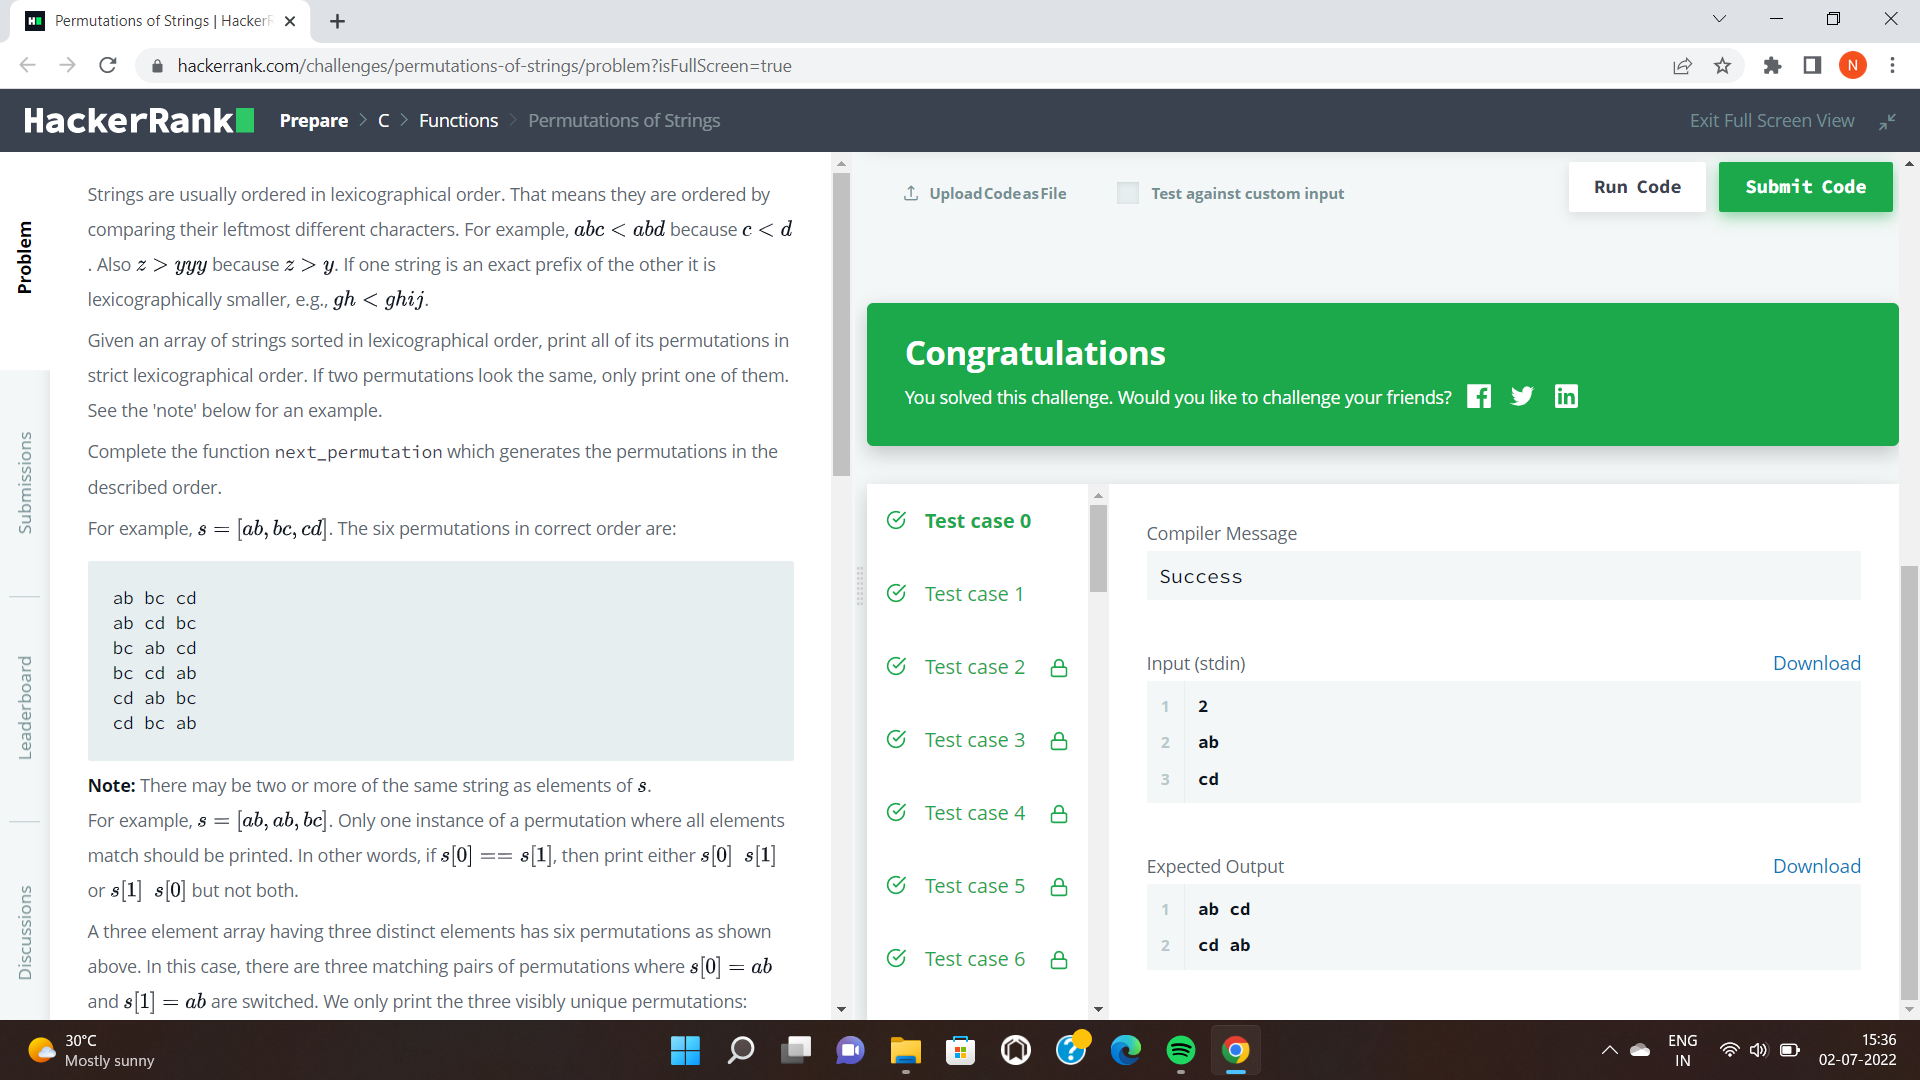 Permutations of Strings | HackerR
hackerrank.com/challenges/permutations-of-strings/problem?isFullScreen=true
N
HackerRank
Prepare > C > Functions > Permutations of Strings
Exit Full Screen View
Problem
Submissions
Leaderboard
Discussions
Strings are usually ordered in lexicographical order. That means they are ordered by
comparing their leftmost different characters. For example, abc < abd because c < d
. Also z > yyy because z > y. If one string is an exact prefix of the other it is
lexicographically smaller, e.g., gh < ghij.
Given an array of strings sorted in lexicographical order, print all of its permutations in
strict lexicographical order. If two permutations look the same, only print one of them.
See the 'note' below for an example.
Complete the function next_permutation which generates the permutations in the
described order.
For example, s = [ab, bc, cd]. The six permutations in correct order are:
ab bc cd
ab cd bc
bc ab cd
bc cd ab
cd ab bc
cd bc ab
Note: There may be two or more of the same string as elements of s.
For example, s = [ab, ab, bc]. Only one instance of a permutation where all elements
match should be printed. In other words, if s[0] == s[1], then print either s[0] s[1]
or s[1] s[0] but not both.
A three element array having three distinct elements has six permutations as shown
above. In this case, there are three matching pairs of permutations where s[0] = ab
and s[1] = ab are switched. We only print the three visibly unique permutations:
Upload Code as File
Test against custom input
Run Code
Submit Code
Congratulations
You solved this challenge. Would you like to challenge your friends?
Test case 0
Test case 1
Test case 2
Test case 3
Test case 4
Test case 5
Test case 6
Compiler Message
Success
Input (stdin)
Download
1 2
2 ab
3 cd
Expected Output
Download
1 ab cd
2 cd ab
30°C
Mostly sunny
ENG
IN
15:36
02-07-2022